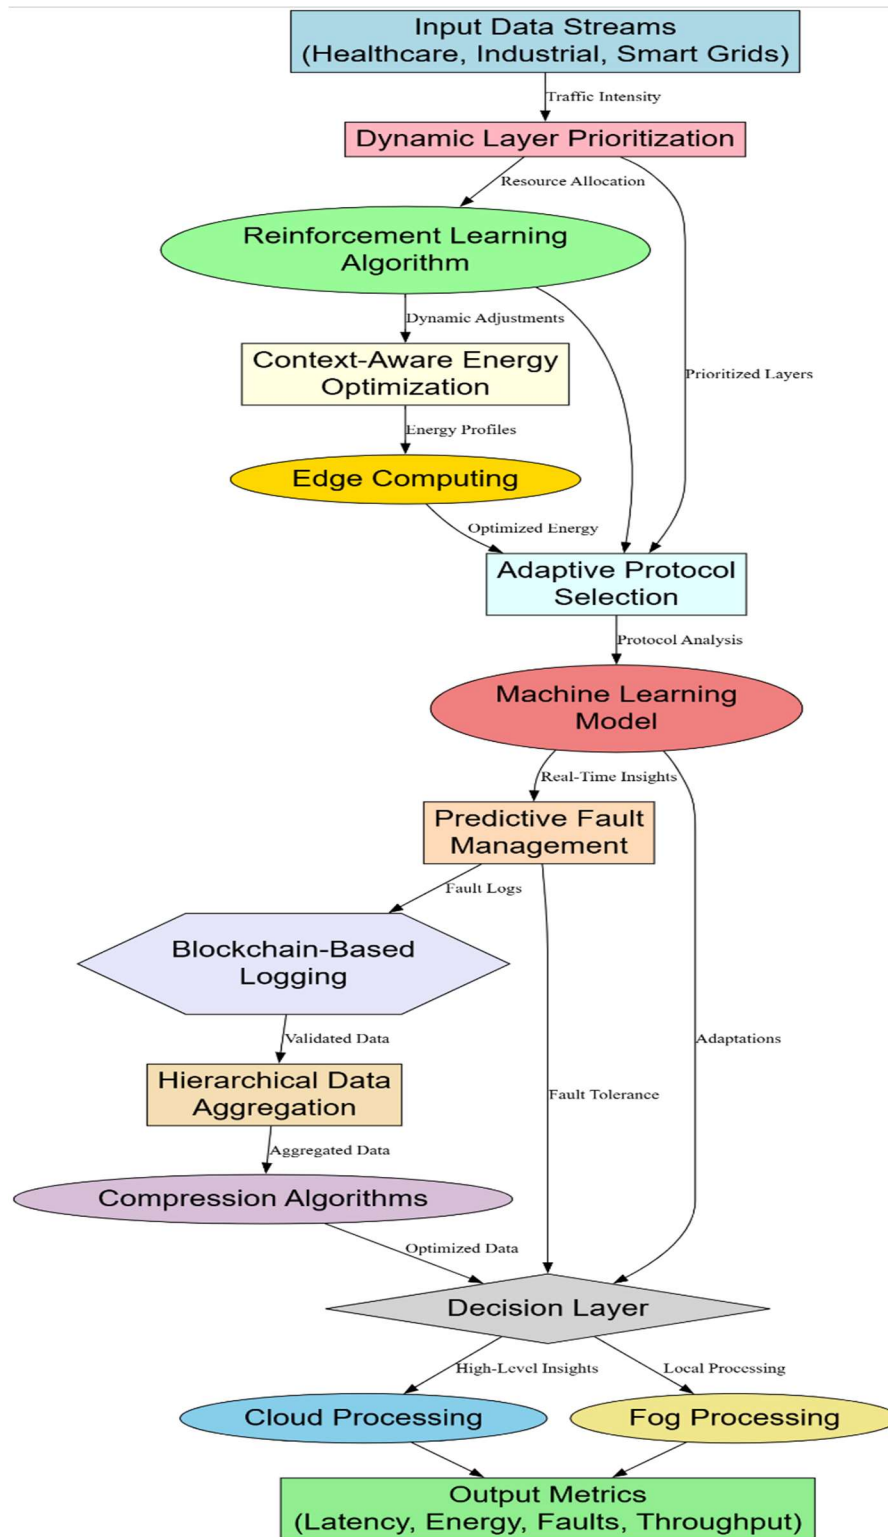 Input Data Streams
(Healthcare, Industrial, Smart Grids)
Traffic Intensity
Dynamic Layer Prioritization
Resource Allocation
Reinforcement Learning
Algorithm
Dynamic Adjustments
Context-Aware Energy
Optimization
Prioritized Layers
Energy Profiles
Edge Computing
Optimized Energy
Adaptive Protocol
Selection
Protocol Analysis
Machine Learning
Model
Real-Time Insights
Predictive Fault
Management
Fault Logs
Blockchain-Based
Logging
Validated Data
Adaptations
Hierarchical Data
Aggregation
Fault Tolerance
Aggregated Data
Compression Algorithms
Optimized Data
Decision Layer
High-Level Insights
Local Processing
Cloud Processing
Fog Processing
Output Metrics
(Latency, Energy, Faults, Throughput)